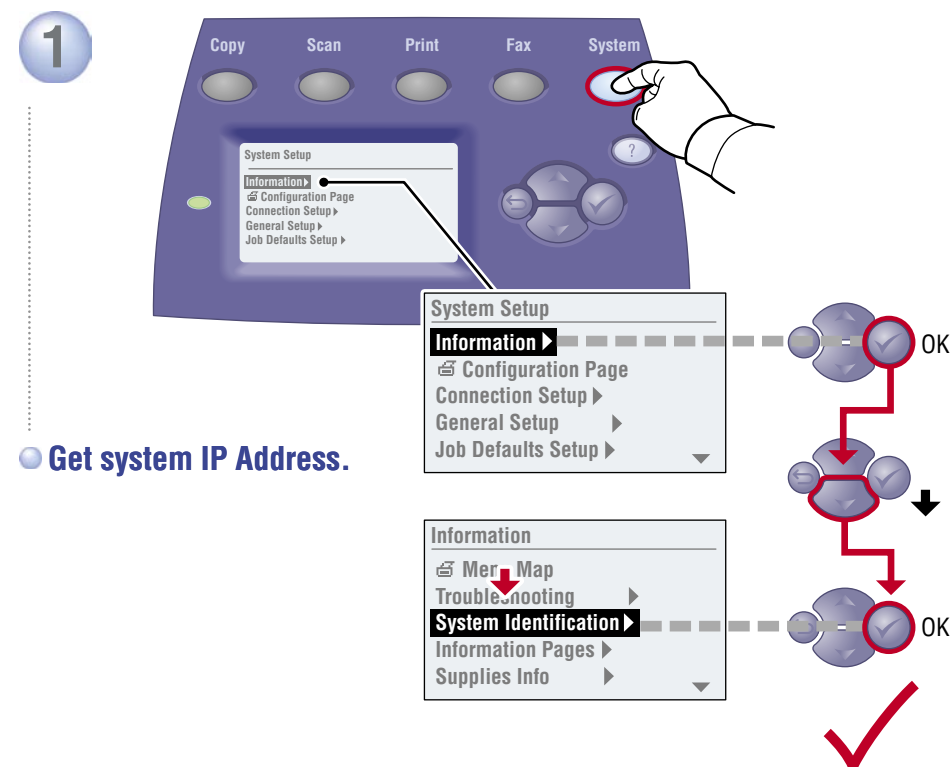 1
Copy Scan Print Fax System
?
System Setup
Information
Configuration Page
Connection Setup
General Setup
Job Defaults Setup
System Setup
Information
OK
Configuration Page
Connection Setup
General Setup
Job Defaults Setup
Get system IP Address.
Information
Menu Map
Troubleshooting
System Identification
OK
Information Pages
Supplies Info